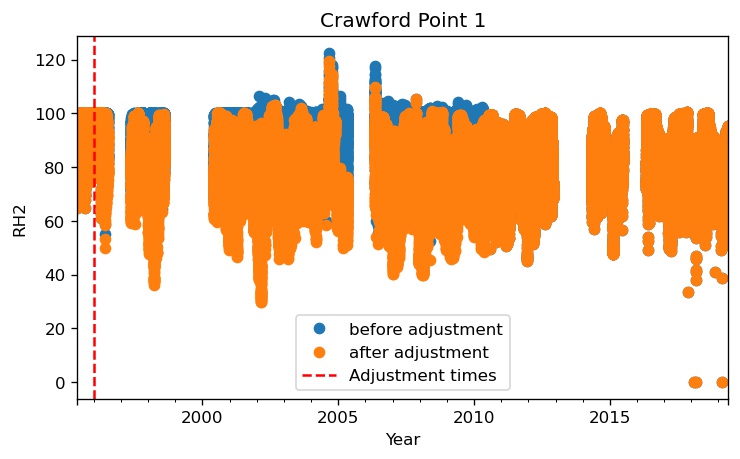 Crawford Point 1
120
100
80
60
40
20
0
RH2
before adjustment
after adjustment
Adjustment times
2000
2005
2010
2015
Year